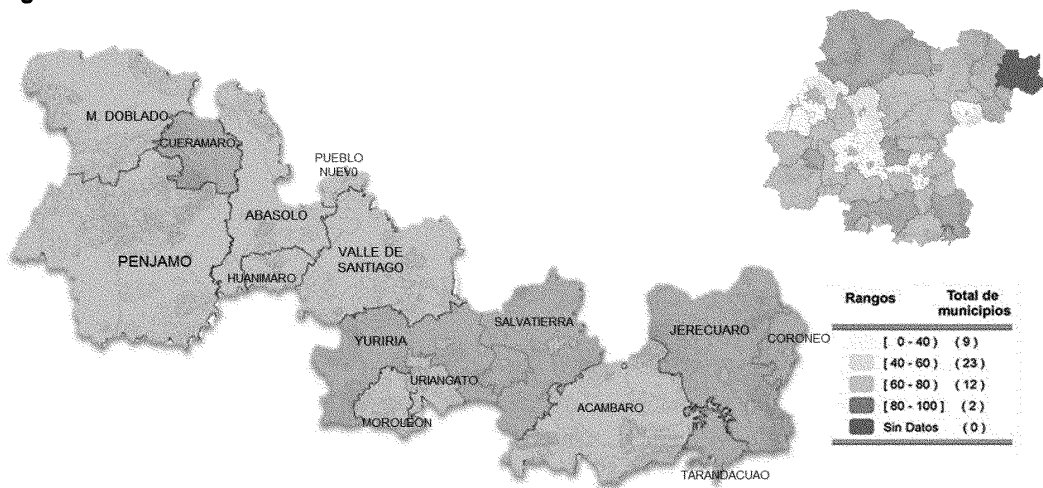 M. DOBLADO
CUERAMARO
PUEBLO
NUEV0
ABASOLO
PENJAMO
HUANIMARO
VALLE DE
SANTIAGO
SALVATIERRA
YURIRIA
URIANGATO
MOROLEON
JERECUARO
CORONEO
ACAMBARO
TARANDACUAO
Rangos Total de
municipios
[ 0 - 40 ) ( 9 )
[ 40 - 60 ) ( 23 )
[ 60 - 80 ) ( 12 )
[ 80 - 100 ] ( 2 )
Sin Datos ( 0 )